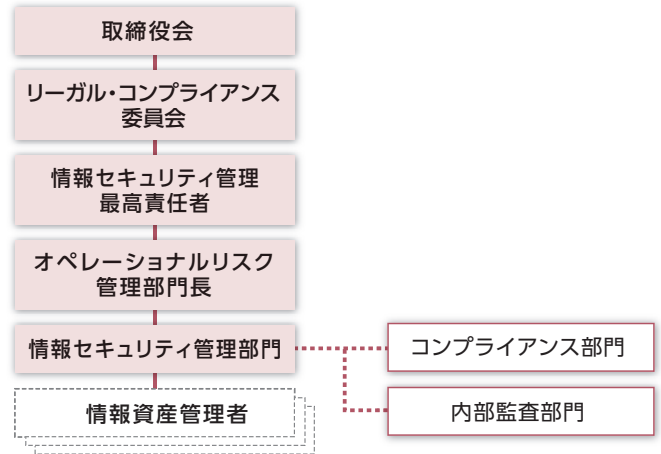 取締役会
リーガル・コンプライアンス
委員会
情報セキュリティ管理
最高責任者
オペレーショナルリスク
管理部門長
情報セキュリティ管理部門
コンプライアンス部門
情報資産管理者
内部監査部門